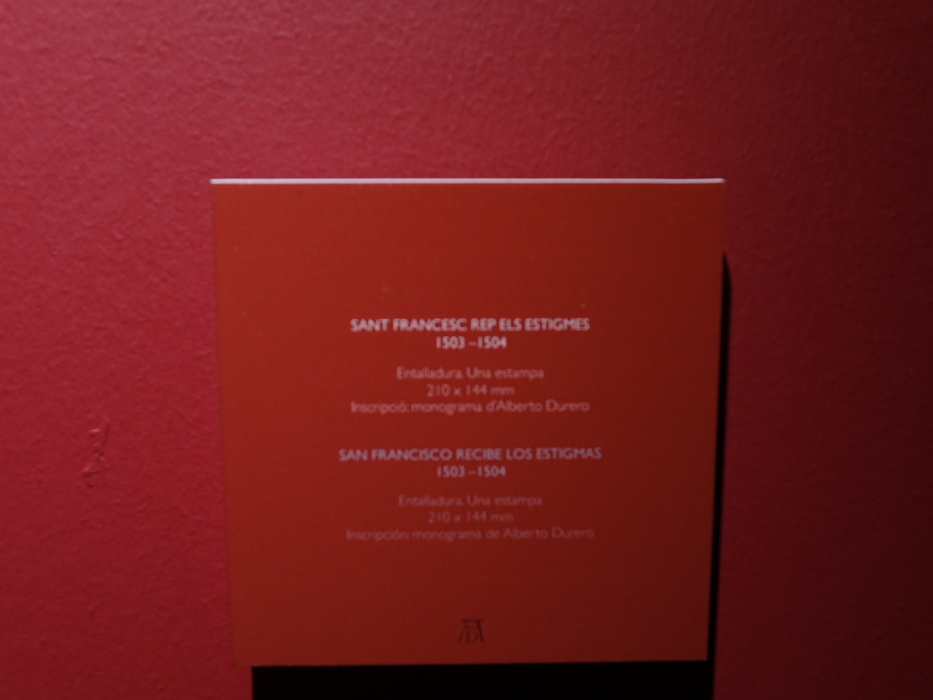 SANT FRANCESC REP ELS ESTIGMES
1503 –1504
Entalladura. Una estampa
210 x 144 mm
Inscripció: monograma d'Alberto Durero
SAN FRANCISCO RECIBE LOS ESTIGMAS
1503 –1504
Entalladura. Una estampa
210 x 144 mm
Inscripción: monograma de Alberto Durero
AD